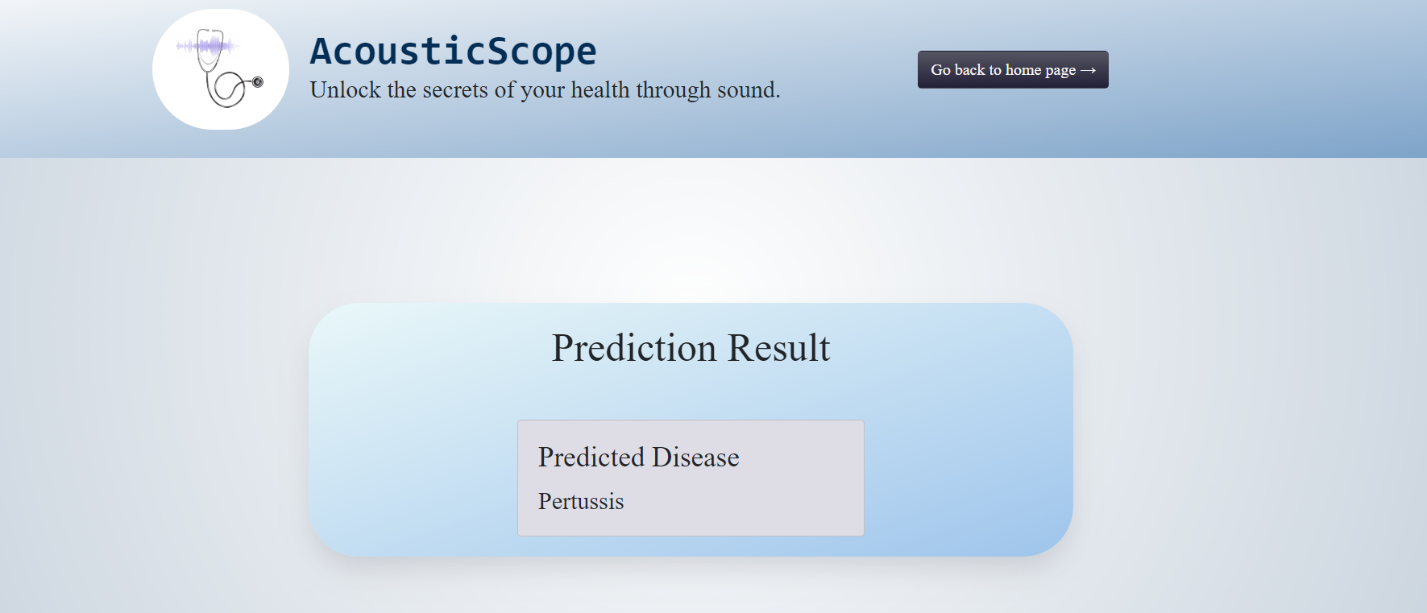 AcousticScope
Unlock the secrets of your health through sound.
Go back to home page →
Prediction Result
Predicted Disease
Pertussis